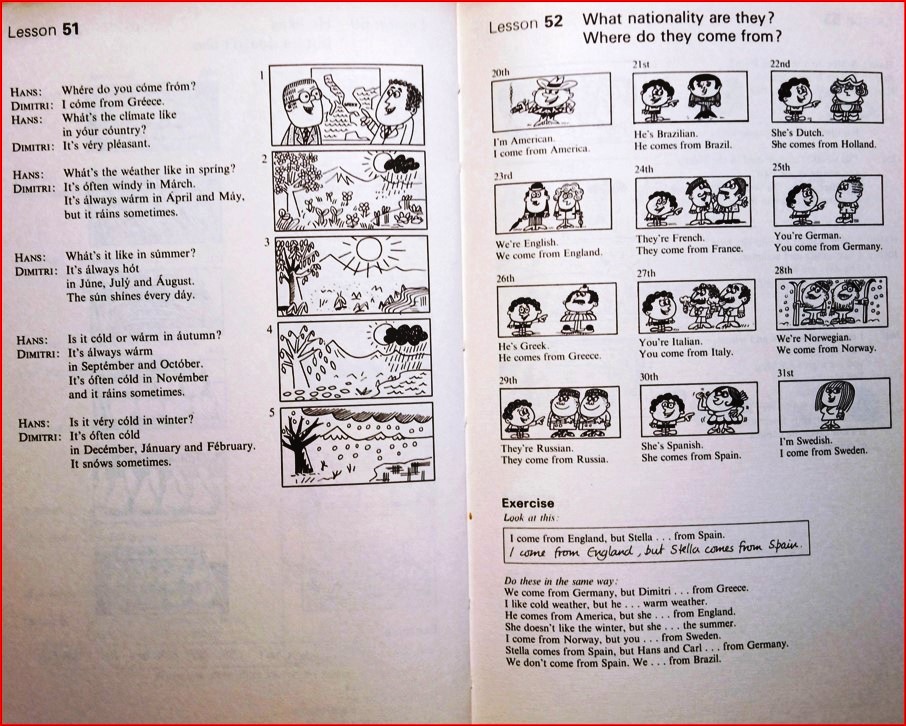 Lesson 51
HANS: Whére do you cóme fróm?
DIMITRI: I cóme from Gréece.
HANS: Whát's the clímate like
in yóur cóuntry?
DIMITRI: It's véry pléasant.
1
HANS: Whát's the wéather like in spríng?
DIMITRI: It's óften wíndy in Márch.
It's álways wárm in Ápril and Máy,
but it ráins sometimes.
2
HANS: Whát's it líke in súmmer?
DIMITRI: It's álways hót
in Júne, Julý and Áugust.
The sún shines évery dáy.
3
HANS: Is it cóld or wárm in áutumn?
DIMITRI: It's álways wárm
in Septémber and Octóber.
It's óften cóld in Novémber
and it ráins sometimes.
4
HANS: Is it véry cóld in wínter?
DIMITRI: It's óften cóld
in Decémber, Jánuary and Fébruary.
It snóws sometimes.
5
Lesson 52 What nationality are they?
Where do they come from?
20th
I'm American.
I come from America.
21st
He's Brazilian.
He comes from Brazil.
22nd
She's Dutch.
She comes from Holland.
23rd
We're English.
We come from England.
24th
They're French.
They come from France.
25th
You're German.
You come from Germany.
26th
He's Greek.
He comes from Greece.
27th
You're Italian.
You come from Italy.
28th
We're Norwegian.
We come from Norway.
29th
They're Russian.
They come from Russia.
30th
She's Spanish.
She comes from Spain.
31st
I'm Swedish.
I come from Sweden.
Exercise
Look at this:
I come from England, but Stella . . . from Spain.
I come from England, but Stella comes from Spain.
Do these in the same way:
We come from Germany, but Dimitri . . . from Greece.
I like cold weather, but he . . . warm weather.
He comes from America, but she . . . from England.
She doesn't like the winter, but she . . . the summer.
I come from Norway, but you . . . from Sweden.
Stella comes from Spain, but Hans and Carl . . . from Germany.
We don't come from Spain. We . . . from Brazil.